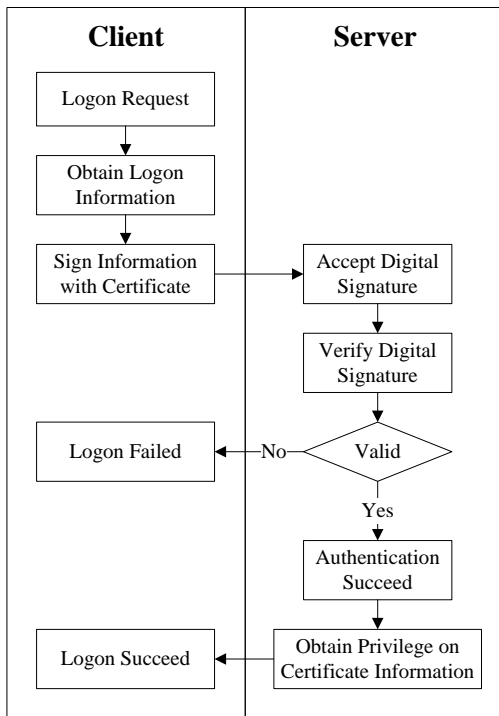 Client
Server
Logon Request
Obtain Logon
Information
Sign Information
with Certificate
Accept Digital
Signature
Verify Digital
Signature
Logon Failed
No
Valid
Yes
Authentication
Succeed
Logon Succeed
Obtain Privilege on
Certificate Information